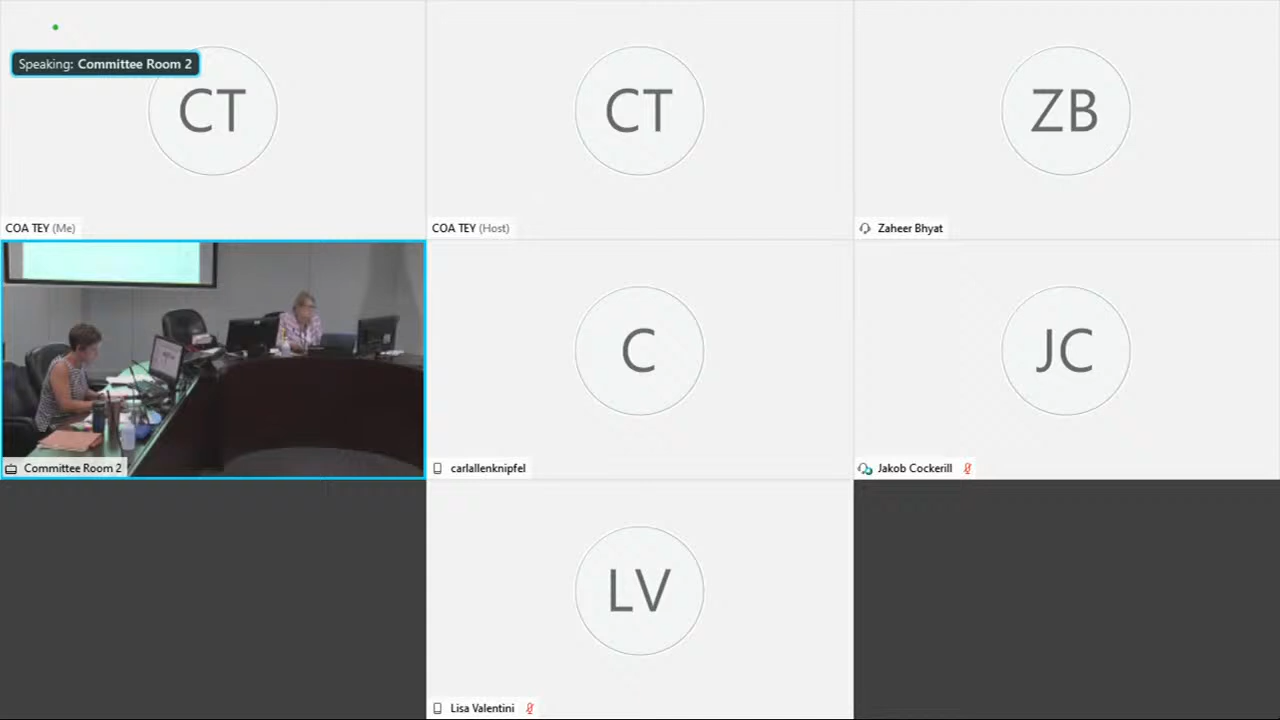 Speaking: Committee Room 2
CT
CT
ZB
COA TEY (Me)
COA TEY (Host)
Zaheer Bhyat
C
JC
Committee Room 2
carlallenknipfel
Jakob Cockerill
LV
Lisa Valentini